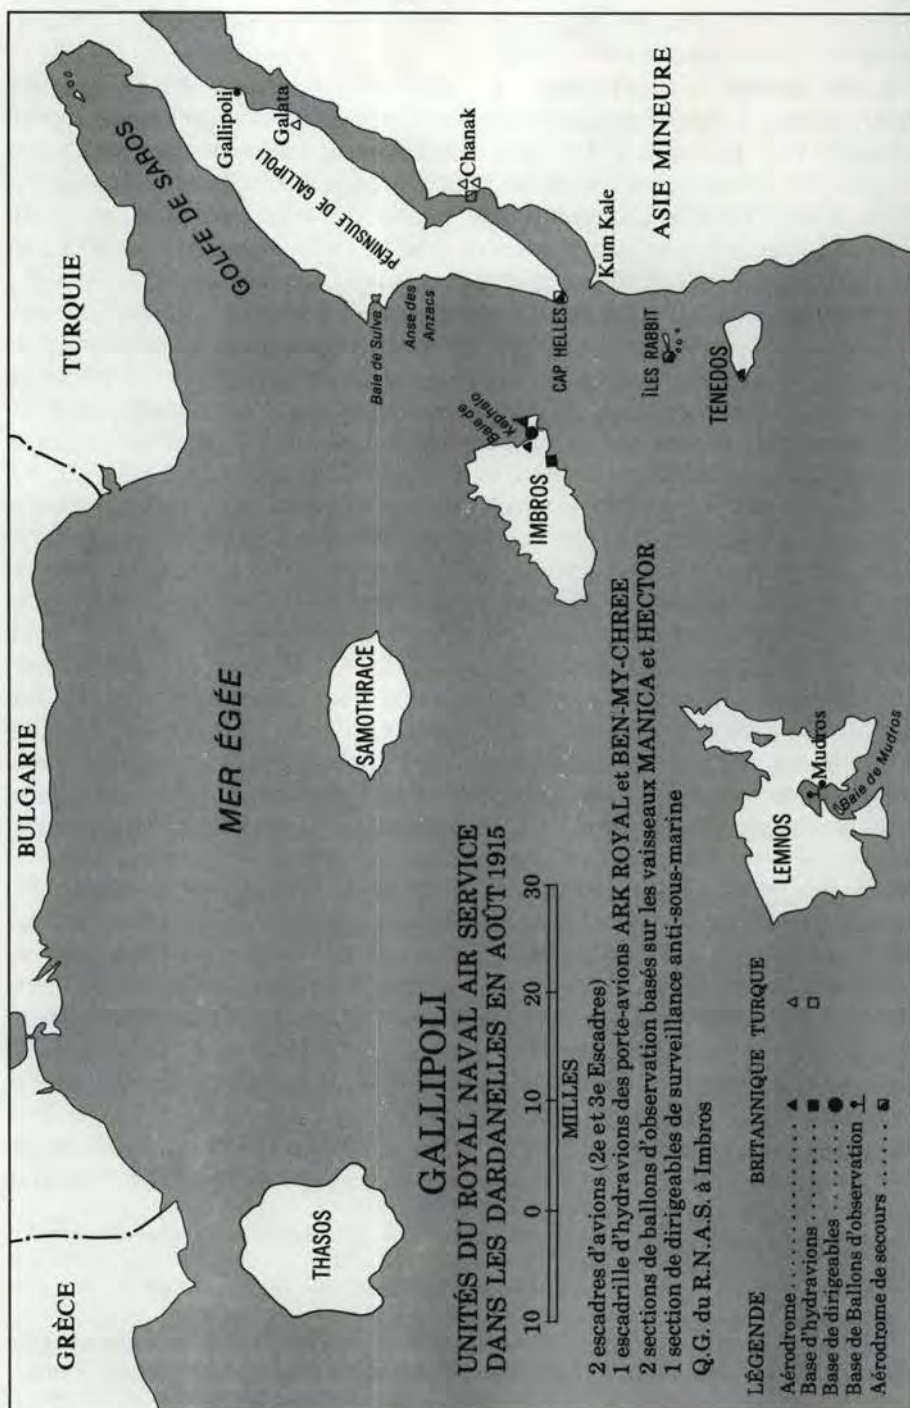 GRÈCE
BULGARIE
TURQUIE
GOLFE DE SAROS
Gallipoli
Galata
PÉNINSULE DE GALLIPOLI
Chanak
MER ÉGÉE
Baie de Sulve
Anse des
Anzacs
Kum Kale
ASIE MINEURE
THASOS
SAMOTHRACE
Baie de
Kephalo
IMBROS
CAP HELLES
ÎLES RABBIT
TENEDOS
LEMNOS
Mudros
Baie de Mudros
GALLIPOLI
UNITÉS DU ROYAL NAVAL AIR SERVICE
DANS LES DARDANELLES EN AOÛT 1915
10 0 10 20 30
MILLES
2 escadres d'avions (2e et 3e Escadres)
1 escadrille d'hydravions des porte-avions ARK ROYAL et BEN-MY-CHREE
2 sections de ballons d'observation basés sur les vaisseaux MANICA et HECTOR
1 section de dirigeables de surveillance anti-sous-marine
Q.G. du R.N.A.S. à Imbros
LÉGENDE BRITANNIQUE TURQUE
Aérodrome
Base d'hydravions
Base de dirigeables
Base de Ballons d'observation
Aérodrome de secours